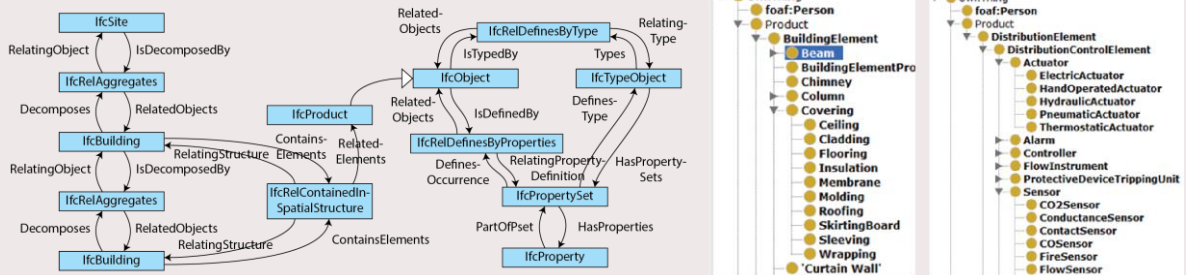 IfcSite
RelatingObject
IsDecomposedBy
IfcRelAggregates
Decomposes
RelatedObjects
IfcBuilding
RelatingObject
IsDecomposedBy
IfcRelAggregates
Decomposes
RelatedObjects
IfcBuilding
IfcProduct
Contains-
Elements
Related-
Elements
RelatingStructure
IfcRelContainedIn-
SpatialStructure
RelatingStructure
ContainsElements
Related-
Objects
IfcRelDefinesByType
Relating-
Type
IsTypedBy
Types
IfcObject
IfcTypeObject
Related-
Objects
IsDefinedBy
Defines-
Type
IfcRelDefinesByProperties
Defines-
Occurrence
RelatingProperty-
Definition
HasProperty-
Sets
IfcPropertySet
PartOfPset
HasProperties
IfcProperty
foaf:Person
Product
BuildingElement
Beam
BuildingElementPro
Chimney
Column
Covering
Ceiling
Cladding
Flooring
Insulation
Membrane
Molding
Roofing
SkirtingBoard
Sleeving
Wrapping
'Curtain Wall'
foaf:Person
Product
DistributionElement
DistributionControlElement
Actuator
ElectricActuator
HandOperatedActuator
HydraulicActuator
PneumaticActuator
ThermostaticActuator
Alarm
Controller
FlowInstrument
ProtectiveDeviceTrippingUnit
Sensor
CO2Sensor
ConductanceSensor
ContactSensor
COSensor
FireSensor
FlowSensor